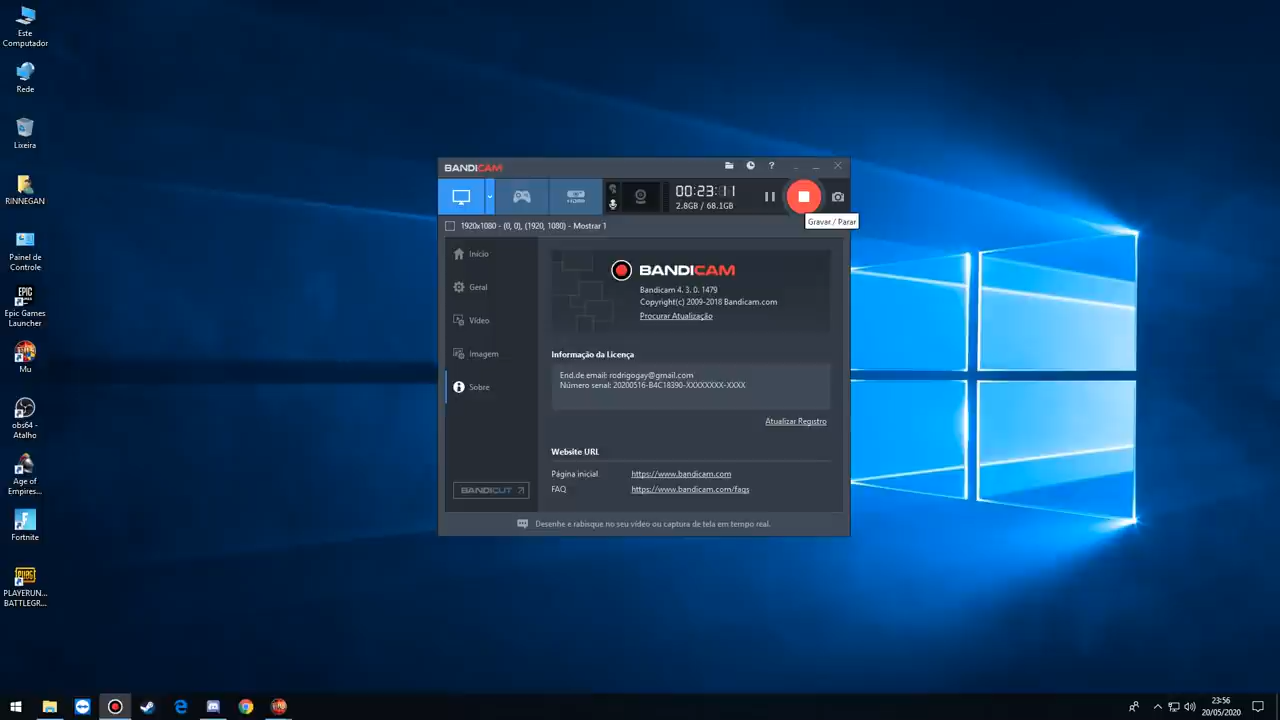 Este
Computador
Rede
Lixeira
RINNEGAN
Painel de
Controle
EPIC
GAMES
Epic Games
Launcher
Mu
obs64 -
Atalho
Age of
Empires...
Fortnite
PUBG
PLAYERUN...
BATTLEGR...
BANDICAM
?
HDMI
00:23:11
2.8GB / 68.1GB
Gravar / Parar
1920x1080 - (0, 0), (1920, 1080) - Mostrar 1
Início
Geral
Vídeo
Imagem
Sobre
BANDICUT
BANDICAM
Bandicam 4. 3. 0. 1479
Copyright(c) 2009-2018 Bandicam.com
Procurar Atualização
Informação da Licença
End.de email: rodrigogay@gmail.com
Número serial: 20200516-B4C18390-XXXXXXXX-XXXX
Atualizar Registro
Website URL
Página inicial https://www.bandicam.com
FAQ https://www.bandicam.com/faqs
Desenhe e rabisque no seu vídeo ou captura de tela em tempo real.
23:56
20/05/2020